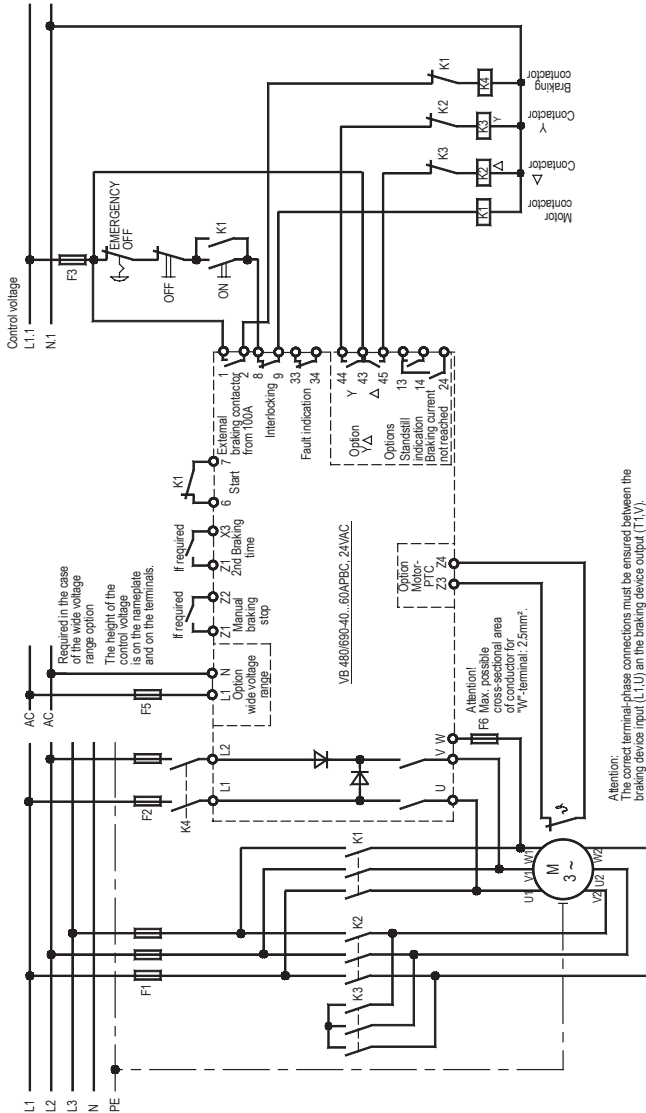 Control voltage
L1.1
N.1
F3
EMERGENCY
OFF
OFF
ON
K1
K1
K2
K3
K4
Braking
contactor
K3
Y
Y
Contactor
K2
△
△
Contactor
K1
Motor
contactor
AC
AC
Required in the case
of the wide voltage
range option
The height of the
control voltage
is on the nameplate
and on the terminals.
F5
If required
If required
K1
L1
N
Option
wide voltage
range
Z1
Z2
Manual
braking
stop
Z1
X3
2nd Braking
time
6
7
Start
1
2
8
9
33
34
External
braking contactor
from 100A
Interlocking
Fault indication
44
43
45
13
14
24
Y
△
Option
Y△
Options
Standstill
indication
Braking current
not reached
VB 480/690-40...60APBC, 24VAC
Option
Motor-
PTC
Z3
Z4
L1
L2
L3
N
PE
F1
F2
K4
L1
L2
U
V
W
F6
Attention!
Max. possible
cross-sectional area
of conductor for
"W"-terminal: 2.5mm².
K3
K2
K1
U1
V1
W1
M
3 ~
V2
U2
W2
ϑ
Attention:
The correct terminal-phase connections must be ensured between the
braking device input (L1,U) an the braking device output (T1,V).